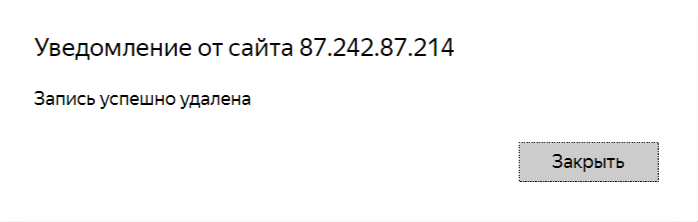 Уведомление от сайта 87.242.87.214
Запись успешно удалена
Закрыть